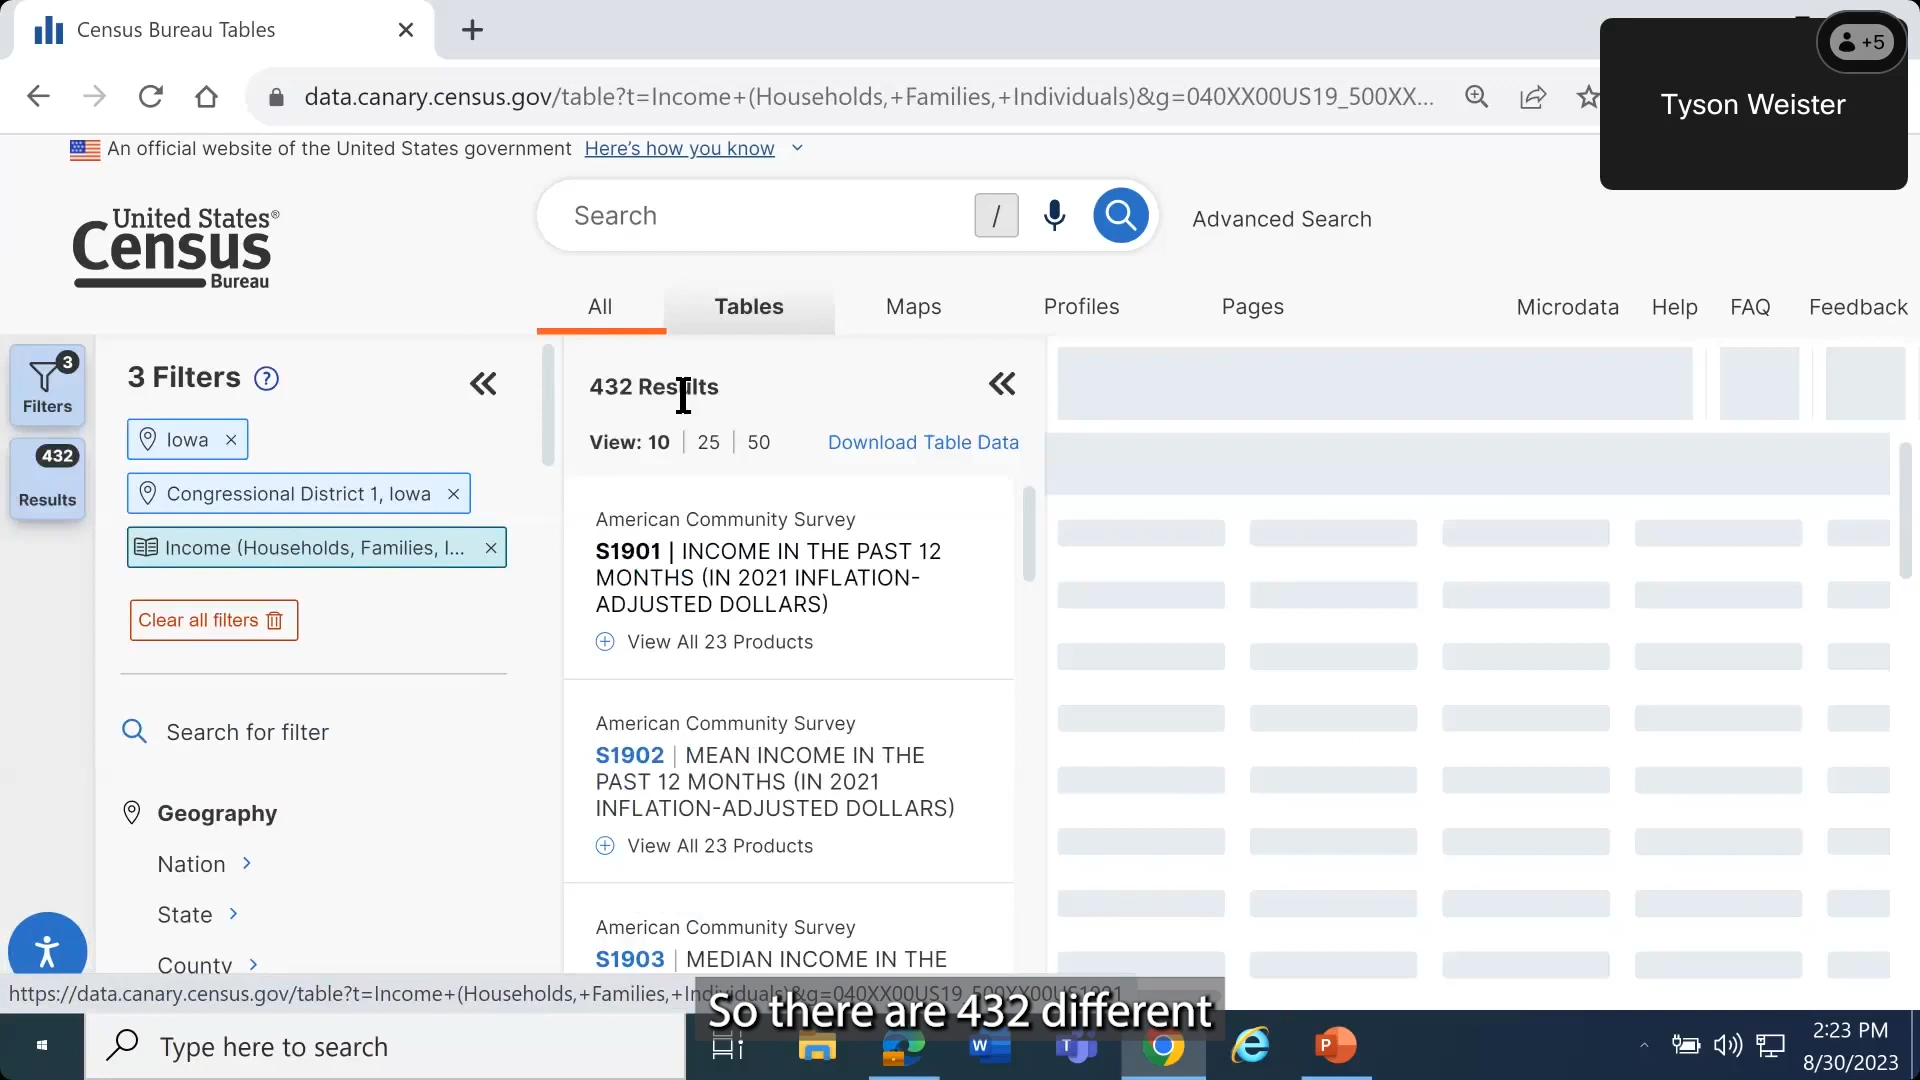 Census Bureau Tables
+5
Tyson Weister
data.canary.census.gov/table?t=Income+(Households,+Families,+Individuals)&g=040XX00US19_500XX...
An official website of the United States government Here's how you know
United States®
Census
Bureau
Search /
Advanced Search
All Tables Maps Profiles Pages Microdata Help FAQ Feedback
3
Filters
432
Results
3 Filters ?
Iowa ×
Congressional District 1, Iowa ×
Income (Households, Families, I... ×
Clear all filters
Search for filter
Geography
Nation
State
County
432 Results
View: 10 | 25 | 50 Download Table Data
American Community Survey
S1901 | INCOME IN THE PAST 12
MONTHS (IN 2021 INFLATION-
ADJUSTED DOLLARS)
View All 23 Products
American Community Survey
S1902 | MEAN INCOME IN THE
PAST 12 MONTHS (IN 2021
INFLATION-ADJUSTED DOLLARS)
View All 23 Products
American Community Survey
S1903 | MEDIAN INCOME IN THE
https://data.canary.census.gov/table?t=Income+(Households,+Families,+Individuals)&g=040XX00US19_500XX00US1901
So there are 432 different
Type here to search
2:23 PM
8/30/2023